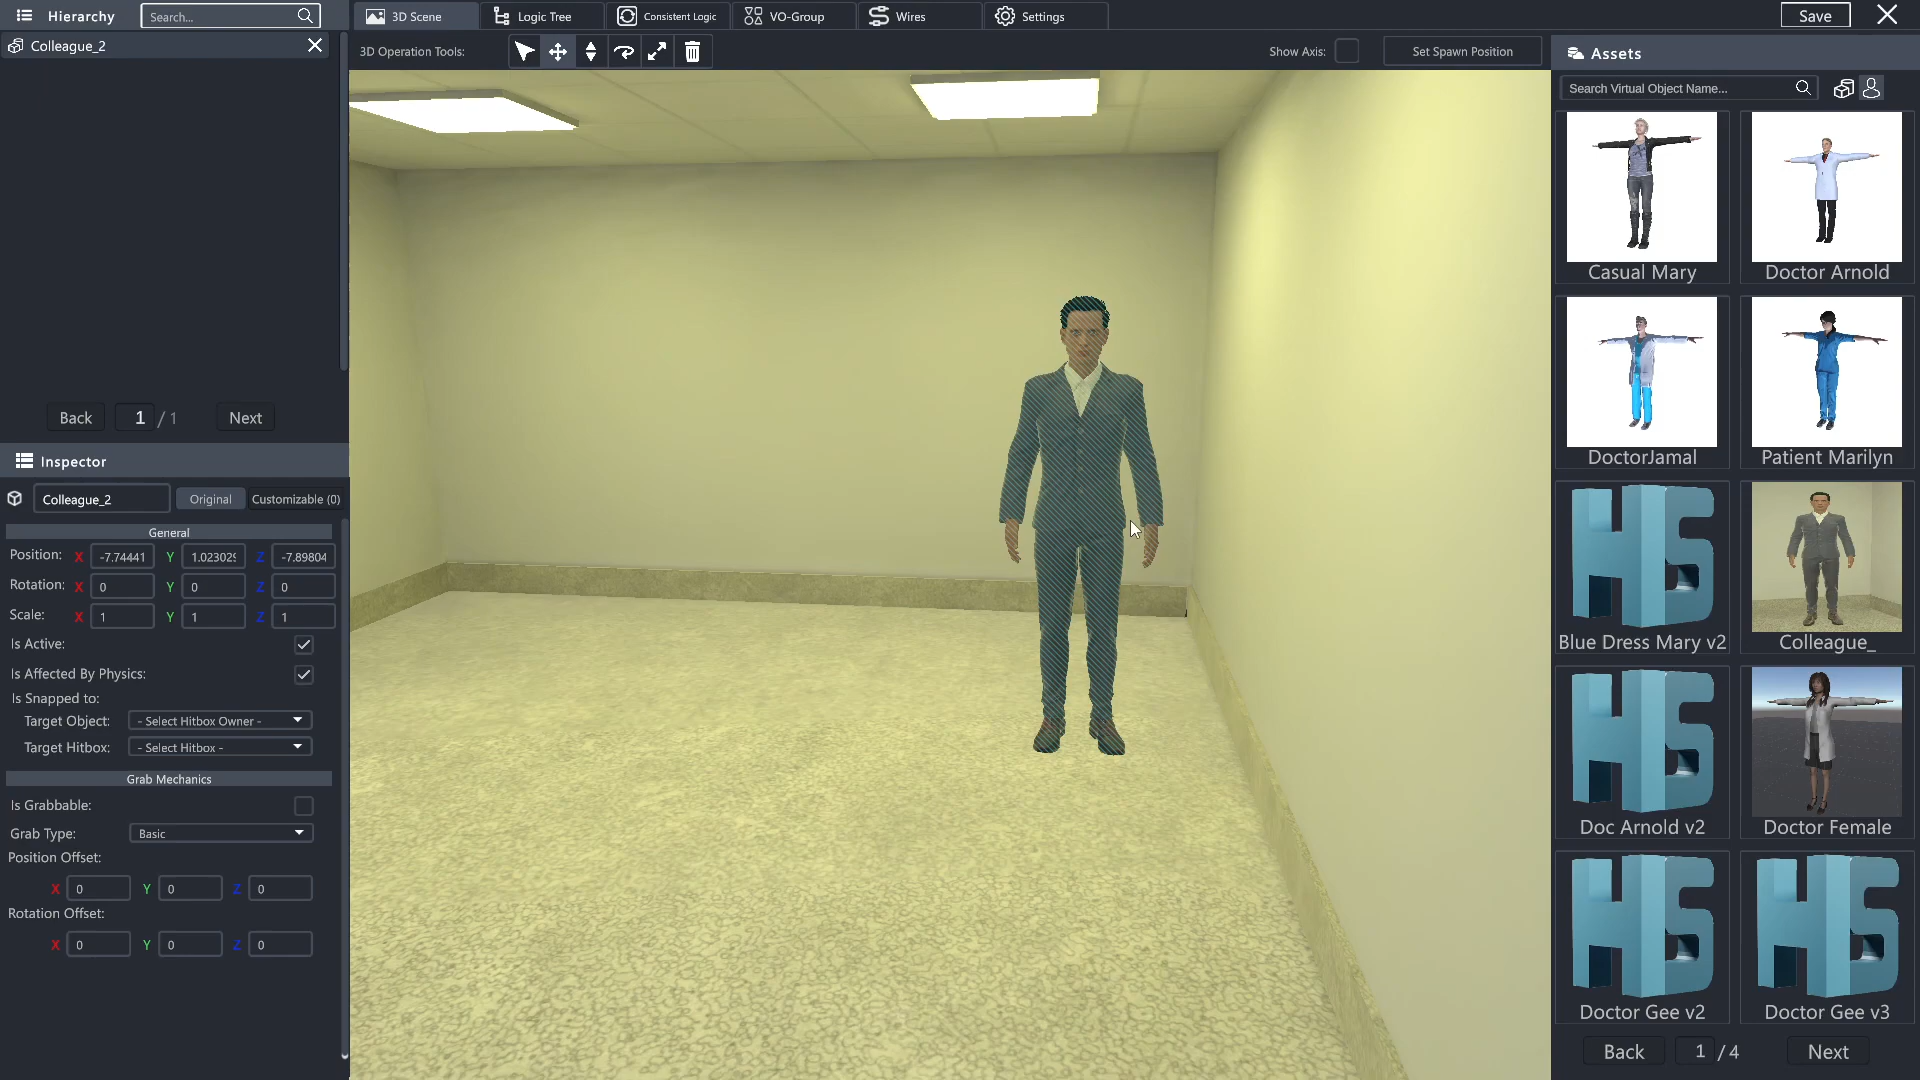 Hierarchy
Search...
3D Scene
Logic Tree
Consistent Logic
VO-Group
Wires
Settings
Save
Colleague_2
3D Operation Tools:
Show Axis:
Set Spawn Position
Assets
Search Virtual Object Name...
Casual Mary
Doctor Arnold
DoctorJamal
Patient Marilyn
Blue Dress Mary v2
Colleague_
Doc Arnold v2
Doctor Female
Doctor Gee v2
Doctor Gee v3
Back
1 / 4
Next
Back
1 / 1
Next
Inspector
Colleague_2
Original
Customizable (0)
General
Position: X -7.74441 Y 1.02302 Z -7.89804
Rotation: X 0 Y 0 Z 0
Scale: X 1 Y 1 Z 1
Is Active:
Is Affected By Physics:
Is Snapped to:
Target Object: - Select Hitbox Owner -
Target Hitbox: - Select Hitbox -
Grab Mechanics
Is Grabbable:
Grab Type: Basic
Position Offset:
X 0 Y 0 Z 0
Rotation Offset:
X 0 Y 0 Z 0